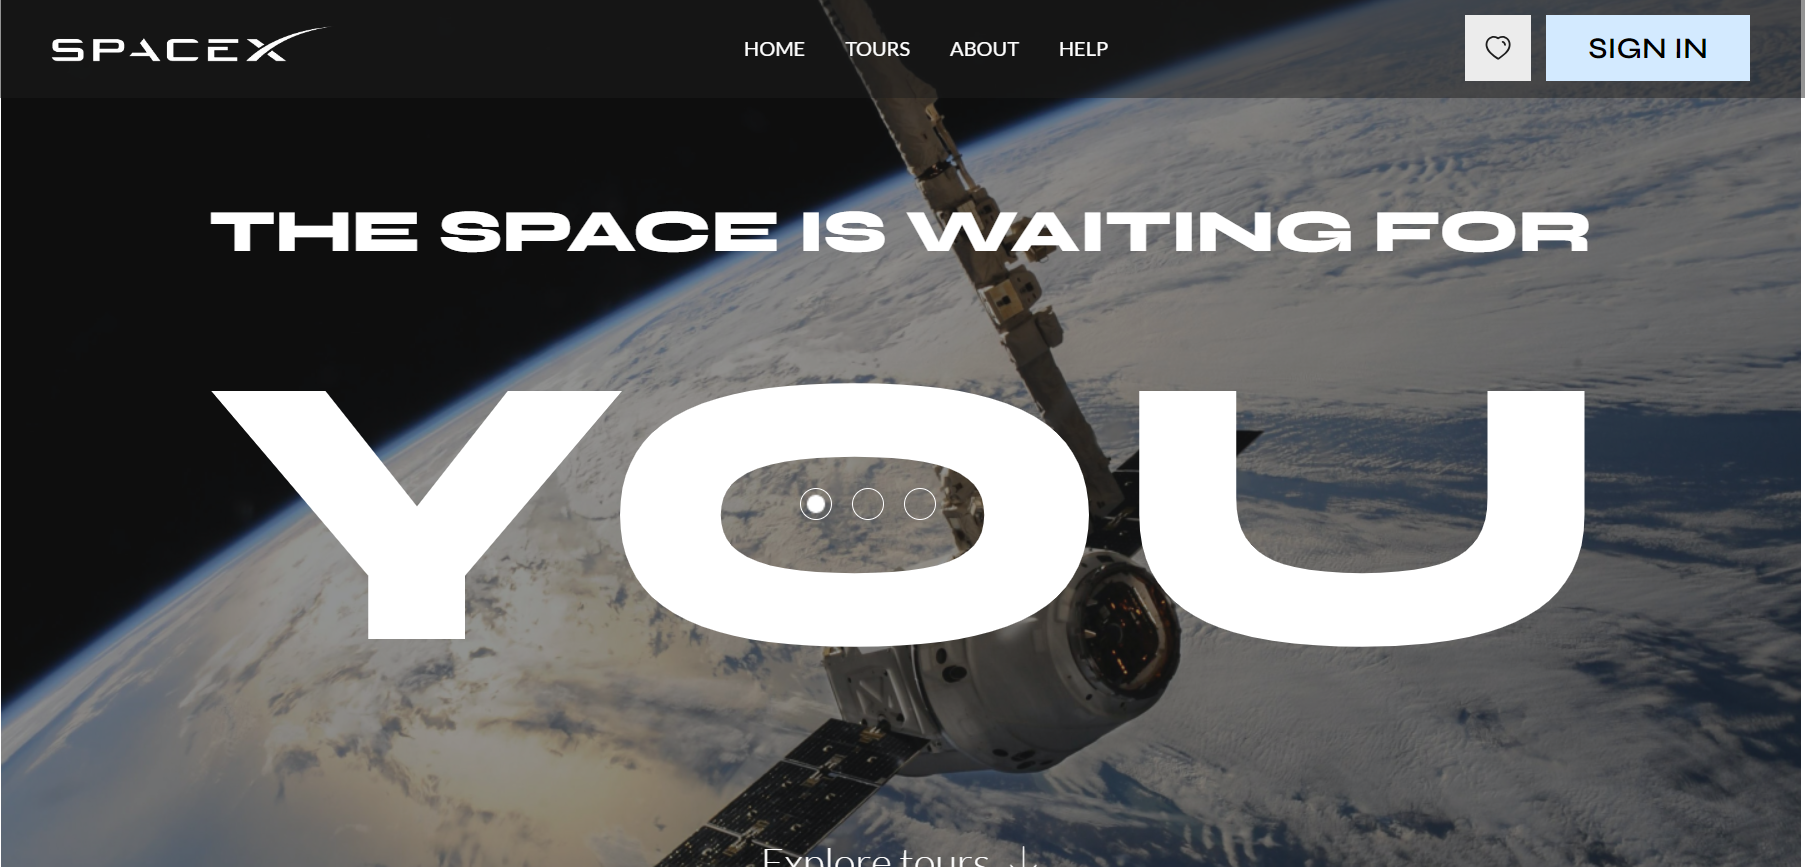 SPACEX
HOME TOURS ABOUT HELP
SIGN IN
THE SPACE IS WAITING FOR
YOU
Explore tours